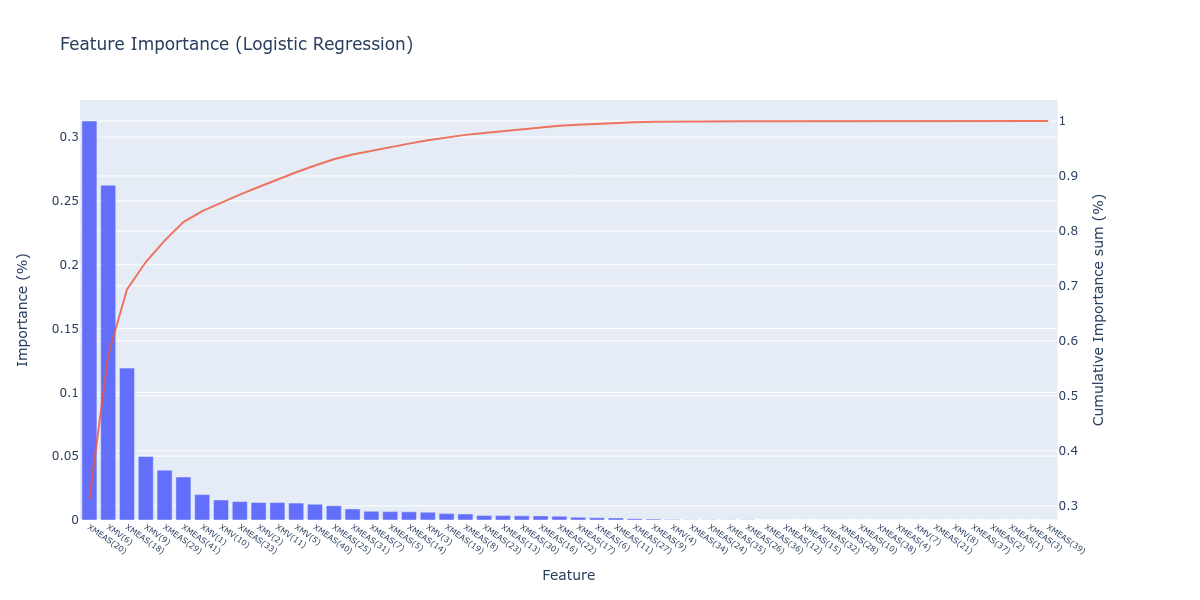 Feature Importance (Logistic Regression)
Importance (%)
0.3
0.25
0.2
0.15
0.1
0.05
0
1
0.9
0.8
0.7
0.6
0.5
0.4
0.3
Cumulative Importance sum (%)
XMEAS(20)
XMV(6)
XMEAS(18)
XMV(9)
XMEAS(29)
XMEAS(41)
XMV(1)
XMV(10)
XMEAS(33)
XMV(2)
XMV(11)
XMV(5)
XMEAS(40)
XMEAS(25)
XMEAS(31)
XMEAS(7)
XMEAS(5)
XMEAS(14)
XMV(3)
XMEAS(19)
XMEAS(8)
XMEAS(23)
XMEAS(13)
XMEAS(30)
XMEAS(16)
XMEAS(22)
XMEAS(17)
XMEAS(6)
XMEAS(11)
XMEAS(27)
XMEAS(9)
XMV(4)
XMEAS(34)
XMEAS(24)
XMEAS(35)
XMEAS(26)
XMEAS(36)
XMEAS(12)
XMEAS(15)
XMEAS(32)
XMEAS(28)
XMEAS(10)
XMEAS(38)
XMEAS(4)
XMV(7)
XMEAS(21)
XMV(8)
XMEAS(37)
XMEAS(2)
XMEAS(1)
XMEAS(3)
XMEAS(39)
Feature